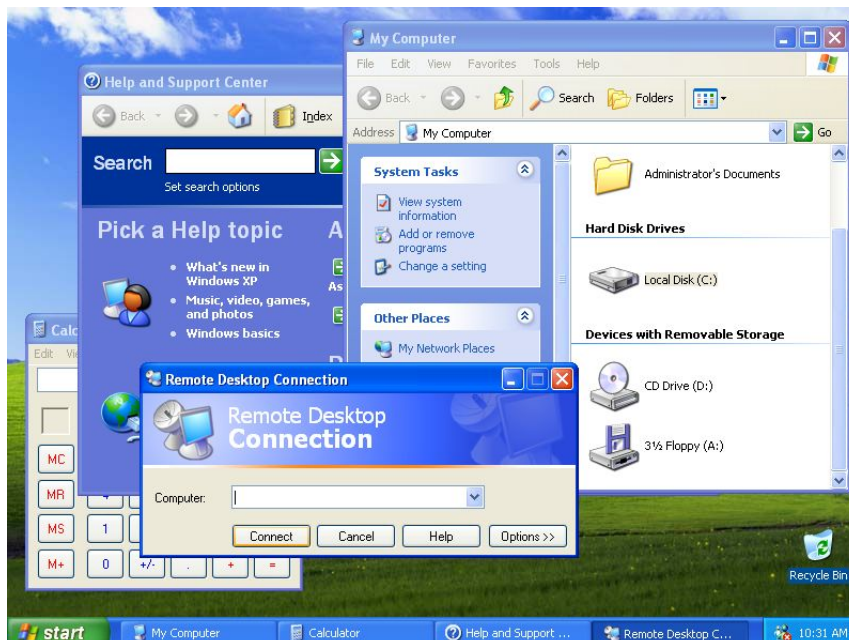 My Computer
File Edit View Favorites Tools Help
Back Search Folders
Address My Computer Go
System Tasks
View system
information
Add or remove
programs
Change a setting
Other Places
My Network Places
Administrator's Documents
Hard Disk Drives
Local Disk (C:)
Devices with Removable Storage
CD Drive (D:)
3½ Floppy (A:)
Help and Support Center
Back Index
Search
Set search options
Pick a Help topic
What's new in
Windows XP
Music, video, games,
and photos
Windows basics
A
As
Calc
Edit
MC
MR
MS 1
M+ 0 +/- . + =
Remote Desktop Connection
Remote Desktop
Connection
Computer:
Connect Cancel Help Options >>
Recycle Bin
start My Computer Calculator Help and Support ... Remote Desktop C... 10:31 AM